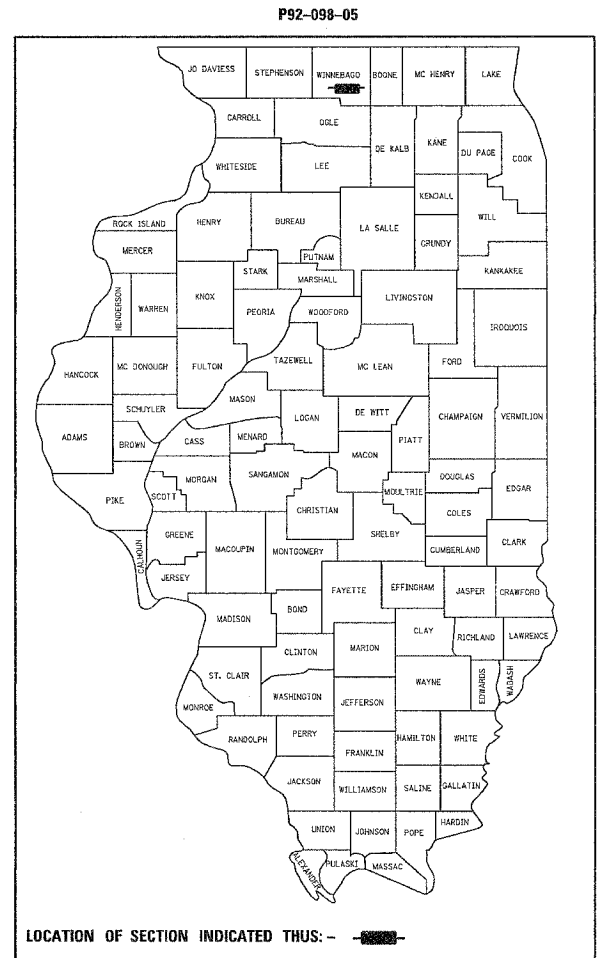 P92-098-05
JO DAVIESS STEPHENSON WINNEBAGO BOONE MC HENRY LAKE
CARROLL OGLE DE KALB KANE DU PAGE COOK
WHITESIDE LEE
KENDALL WILL
ROCK ISLAND HENRY BUREAU LA SALLE GRUNDY
MERCER PUTNAM KANKAKEE
HENDERSON WARREN KNOX STARK MARSHALL LIVINGSTON
PEORIA WOODFORD IROQUOIS
HANCOCK MC DONOUGH FULTON TAZEWELL MC LEAN FORD
MASON
SCHUYLER LOGAN DE WITT CHAMPAIGN VERMILION
ADAMS BROWN CASS MENARD MACON PIATT
SANGAMON DOUGLAS
PIKE SCOTT MORGAN CHRISTIAN MOULTRIE COLES EDGAR
CALHOUN GREENE MACOUPIN MONTGOMERY SHELBY CUMBERLAND CLARK
JERSEY
FAYETTE EFFINGHAM JASPER CRAWFORD
MADISON BOND
CLINTON MARION CLAY RICHLAND LAWRENCE
ST. CLAIR WASHINGTON JEFFERSON WAYNE EDWARDS WABASH
MONROE
RANDOLPH PERRY HAMILTON WHITE
FRANKLIN
JACKSON WILLIAMSON SALINE GALLATIN
UNION JOHNSON POPE HARDIN
ALEXANDER PULASKI MASSAC
LOCATION OF SECTION INDICATED THUS: -